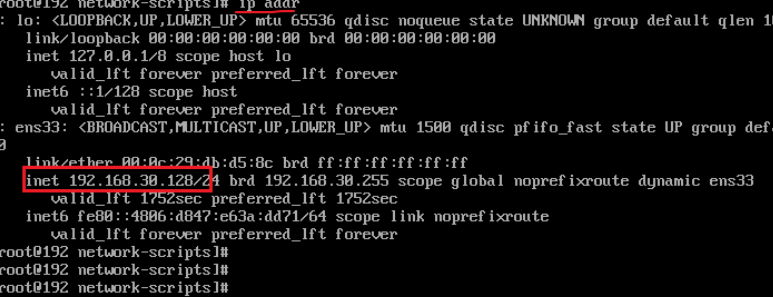 root@192 network-scripts]# ip addr
: lo: <LOOPBACK,UP,LOWER_UP> mtu 65536 qdisc noqueue state UNKNOWN group default qlen 10
link/loopback 00:00:00:00:00:00 brd 00:00:00:00:00:00
inet 127.0.0.1/8 scope host lo
valid_lft forever preferred_lft forever
inet6 ::1/128 scope host
valid_lft forever preferred_lft forever
: ens33: <BROADCAST,MULTICAST,UP,LOWER_UP> mtu 1500 qdisc pfifo_fast state UP group defa
0
link/ether 00:0c:29:db:d5:8c brd ff:ff:ff:ff:ff:ff
inet 192.168.30.128/24 brd 192.168.30.255 scope global noprefixroute dynamic ens33
valid_lft 1752sec preferred_lft 1752sec
inet6 fe80::4806:d847:e63a:dd71/64 scope link noprefixroute
valid_lft forever preferred_lft forever
root@192 network-scripts]#
root@192 network-scripts]#
root@192 network-scripts]#